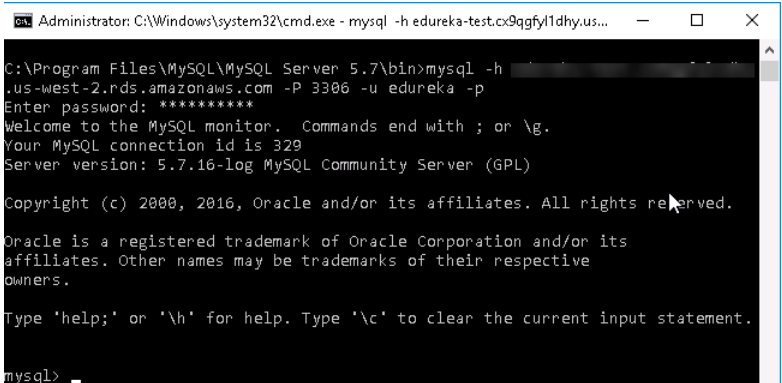 Administrator: C:\Windows\system32\cmd.exe - mysql -h edureka-test.cx9qgfyl1dhy.us...
C:\Program Files\MySQL\MySQL Server 5.7\bin>mysql -h
.us-west-2.rds.amazonaws.com -P 3306 -u edureka -p
Enter password: **********
Welcome to the MySQL monitor.  Commands end with ; or \g.
Your MySQL connection id is 329
Server version: 5.7.16-log MySQL Community Server (GPL)
Copyright (c) 2000, 2016, Oracle and/or its affiliates. All rights reserved.
Oracle is a registered trademark of Oracle Corporation and/or its
affiliates. Other names may be trademarks of their respective
owners.
Type 'help;' or '\h' for help. Type '\c' to clear the current input statement.
mysql>